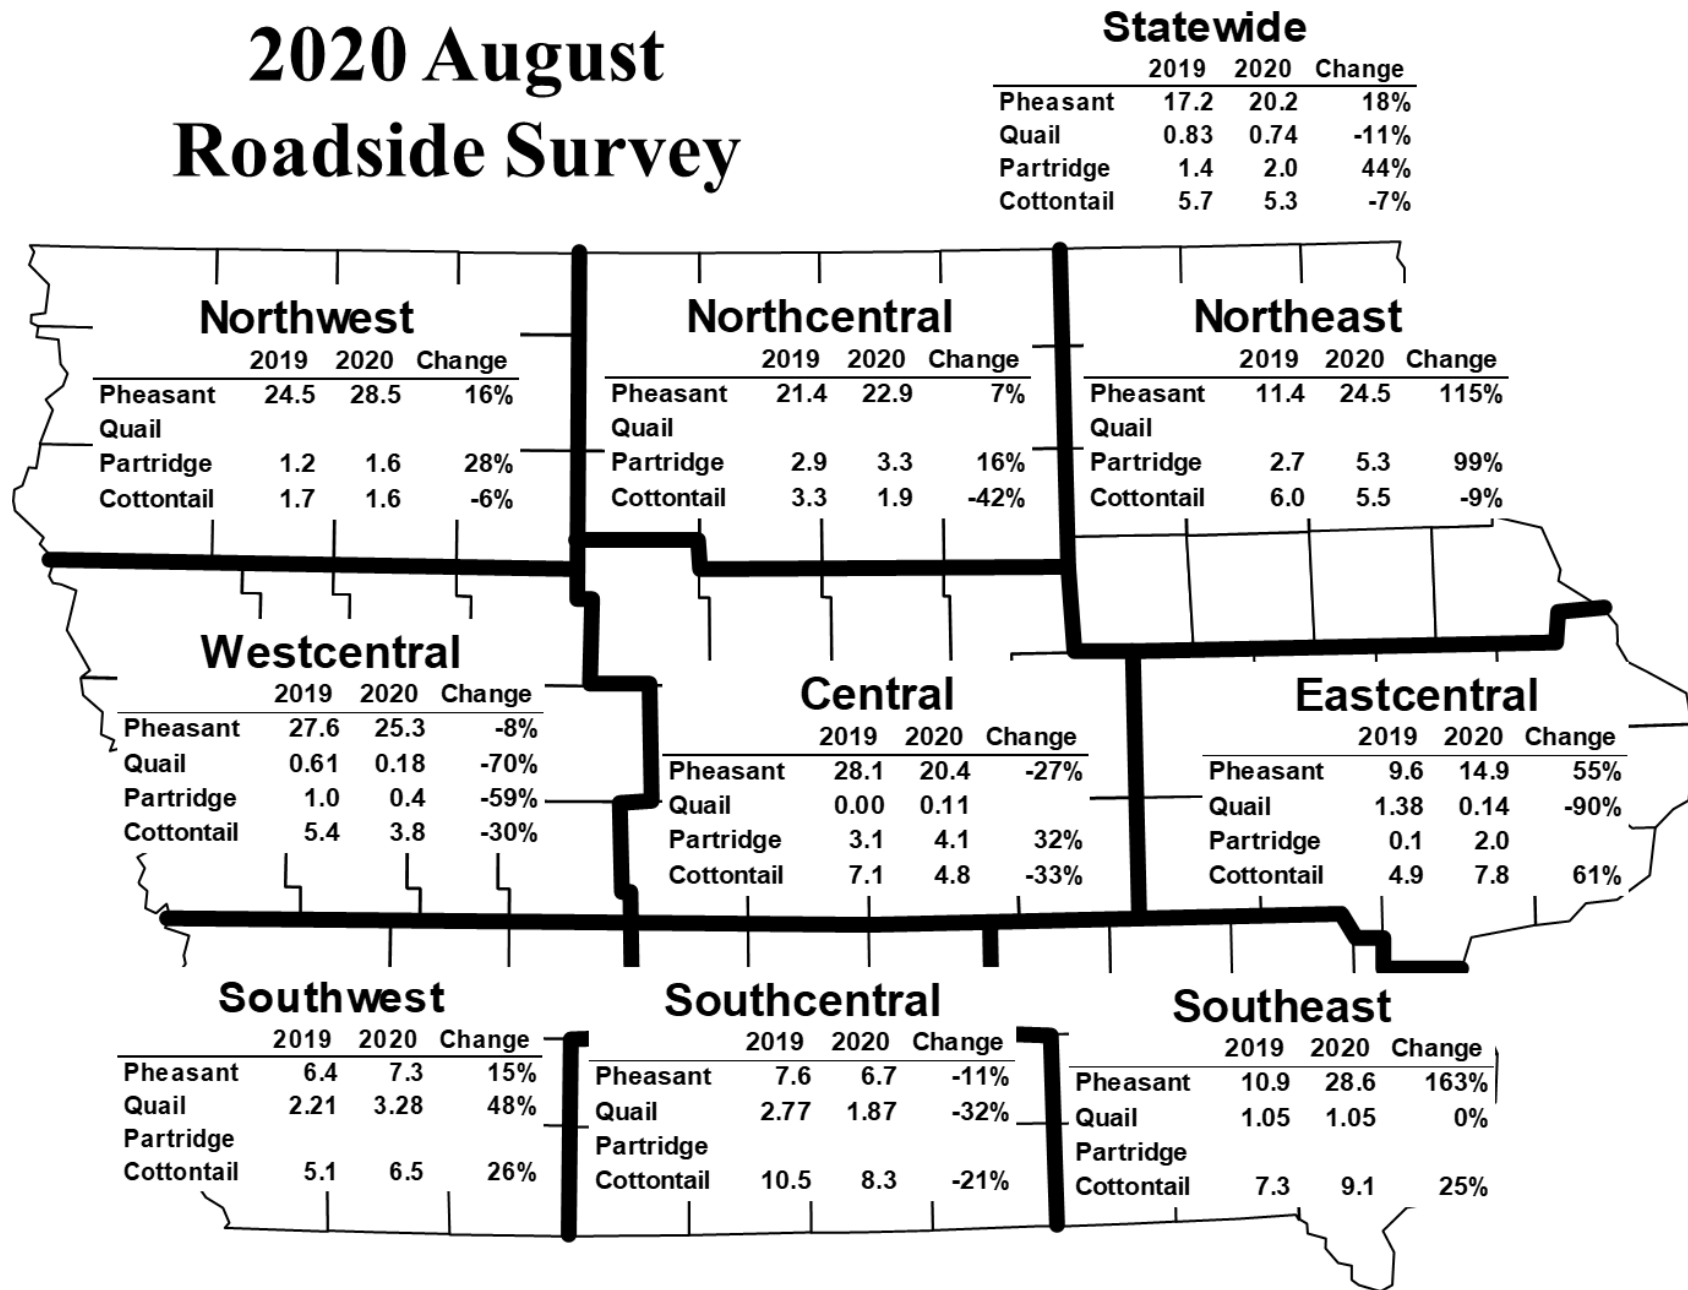 2020 August
Roadside Survey
Statewide
2019 2020 Change
Pheasant 17.2 20.2 18%
Quail 0.83 0.74 -11%
Partridge 1.4 2.0 44%
Cottontail 5.7 5.3 -7%
Northwest
2019 2020 Change
Pheasant 24.5 28.5 16%
Quail
Partridge 1.2 1.6 28%
Cottontail 1.7 1.6 -6%
Northcentral
2019 2020 Change
Pheasant 21.4 22.9 7%
Quail
Partridge 2.9 3.3 16%
Cottontail 3.3 1.9 -42%
Northeast
2019 2020 Change
Pheasant 11.4 24.5 115%
Quail
Partridge 2.7 5.3 99%
Cottontail 6.0 5.5 -9%
Westcentral
2019 2020 Change
Pheasant 27.6 25.3 -8%
Quail 0.61 0.18 -70%
Partridge 1.0 0.4 -59%
Cottontail 5.4 3.8 -30%
Central
2019 2020 Change
Pheasant 28.1 20.4 -27%
Quail 0.00 0.11
Partridge 3.1 4.1 32%
Cottontail 7.1 4.8 -33%
Eastcentral
2019 2020 Change
Pheasant 9.6 14.9 55%
Quail 1.38 0.14 -90%
Partridge 0.1 2.0
Cottontail 4.9 7.8 61%
Southwest
2019 2020 Change
Pheasant 6.4 7.3 15%
Quail 2.21 3.28 48%
Partridge
Cottontail 5.1 6.5 26%
Southcentral
2019 2020 Change
Pheasant 7.6 6.7 -11%
Quail 2.77 1.87 -32%
Partridge
Cottontail 10.5 8.3 -21%
Southeast
2019 2020 Change
Pheasant 10.9 28.6 163%
Quail 1.05 1.05 0%
Partridge
Cottontail 7.3 9.1 25%